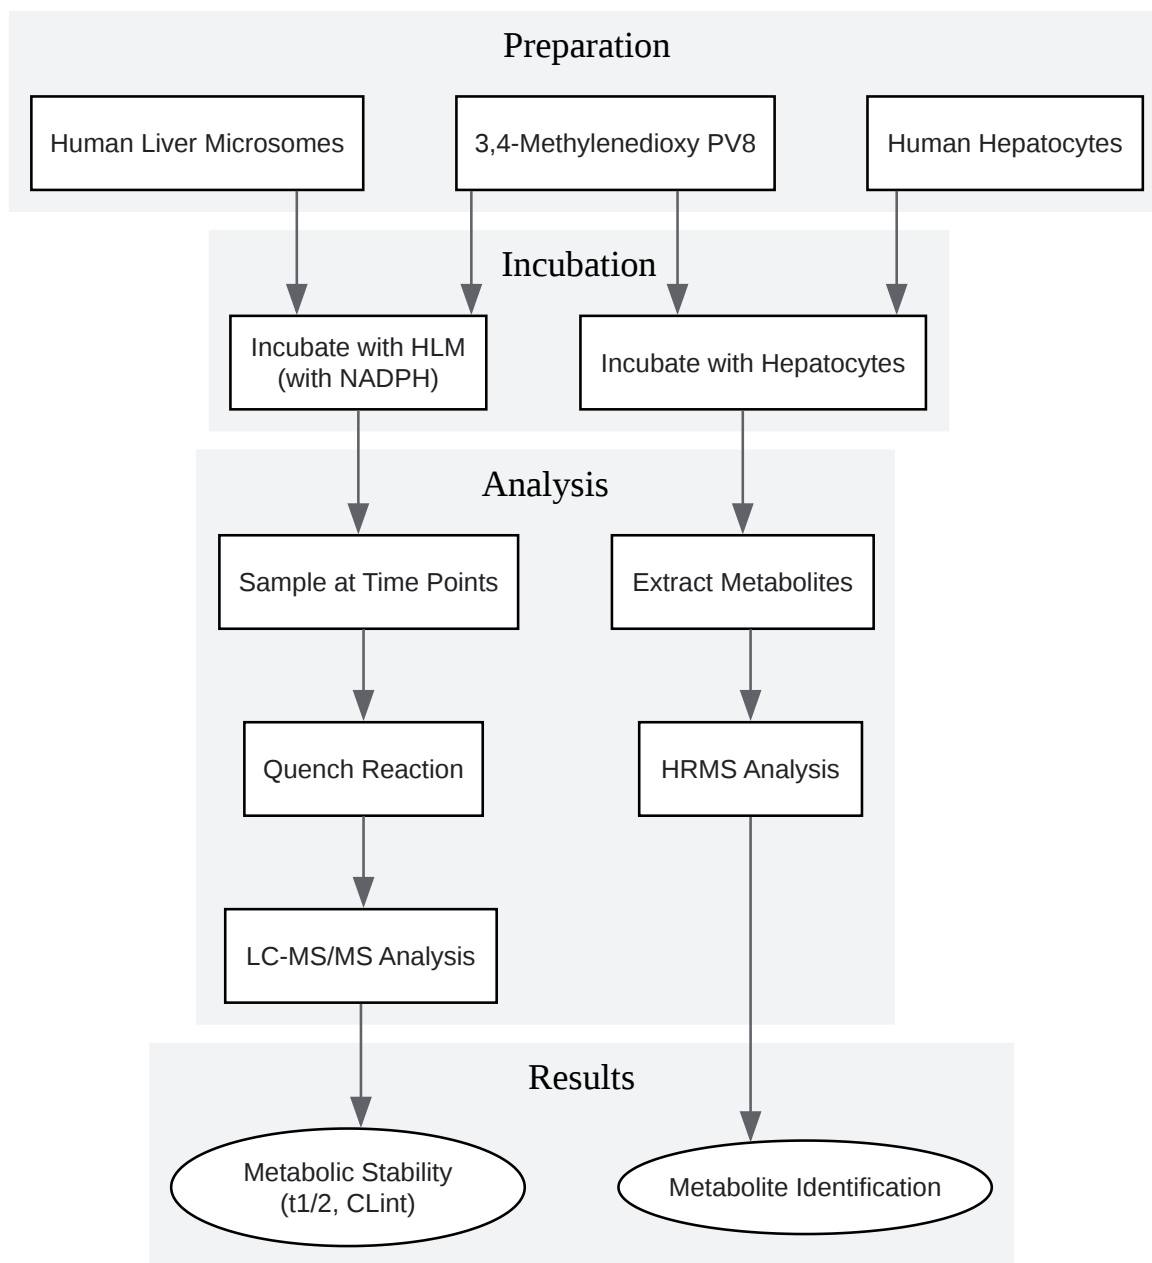 Preparation
Human Liver Microsomes
3,4-Methylenedioxy PV8
Human Hepatocytes
Incubation
Incubate with HLM
(with NADPH)
Incubate with Hepatocytes
Analysis
Sample at Time Points
Extract Metabolites
Quench Reaction
HRMS Analysis
LC-MS/MS Analysis
Results
Metabolic Stability
(t1/2, CLint)
Metabolite Identification